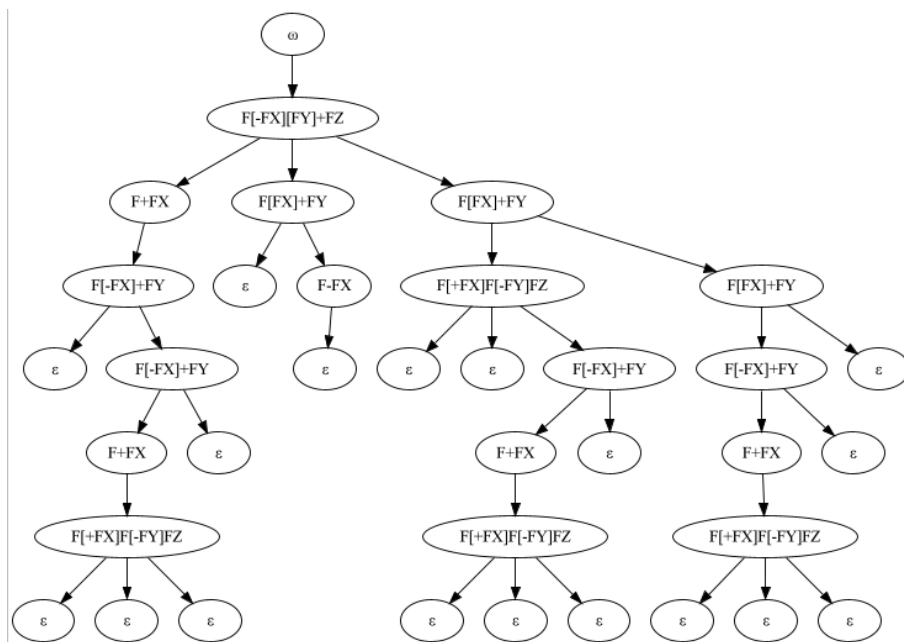 ω
F[-FX][FY]+FZ
F+FX F[FX]+FY F[FX]+FY
F[-FX]+FY ε F-FX F[+FX]F[-FY]FZ F[FX]+FY
ε F[-FX]+FY ε ε ε F[-FX]+FY F[-FX]+FY ε
F+FX ε F+FX ε F+FX ε
F[+FX]F[-FY]FZ F[+FX]F[-FY]FZ F[+FX]F[-FY]FZ
ε ε ε ε ε ε ε ε ε